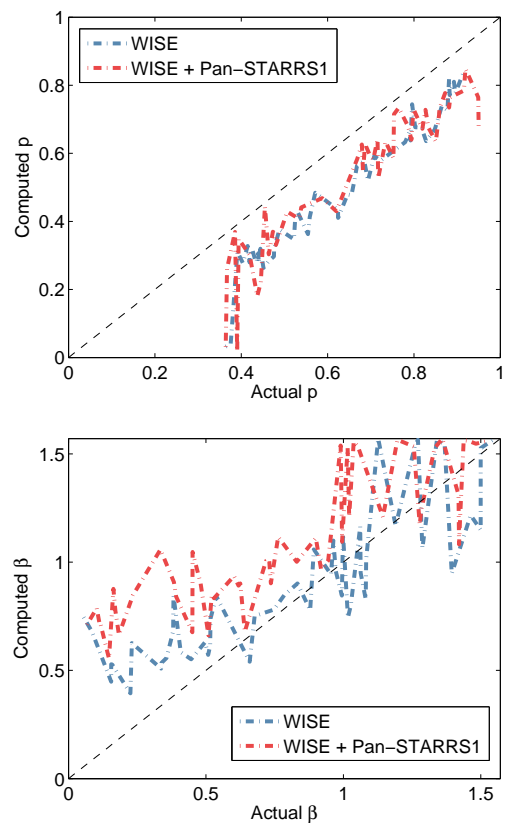 WISE
WISE + Pan−STARRS1
1
0.8
0.6
0.4
0.2
0
Computed p
0 0.2 0.4 0.6 0.8 1
Actual p
1.5
1
0.5
0
Computed β
WISE
WISE + Pan−STARRS1
0 0.5 1 1.5
Actual β